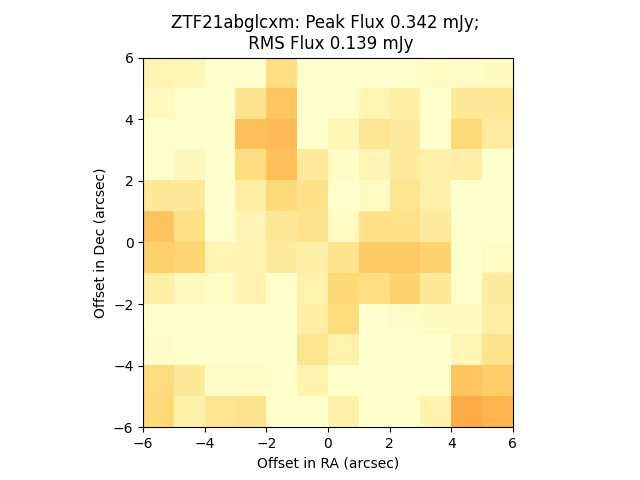 ZTF21abglcxm: Peak Flux 0.342 mJy;
RMS Flux 0.139 mJy
6
4
2
0
−2
−4
−6
Offset in Dec (arcsec)
−6 −4 −2 0 2 4 6
Offset in RA (arcsec)